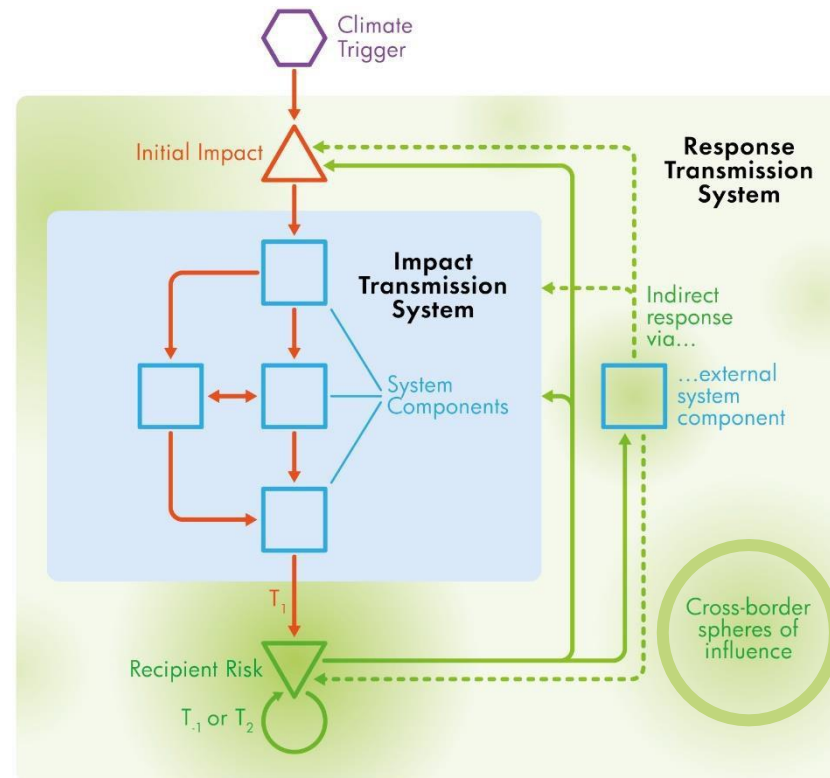 Climate
Trigger
Initial Impact
Response
Transmission
System
Impact
Transmission
System
Indirect
response
via...
System
Components
...external
system
component
T₁
Cross-border
spheres of
influence
Recipient Risk
T₋₁ or T₂